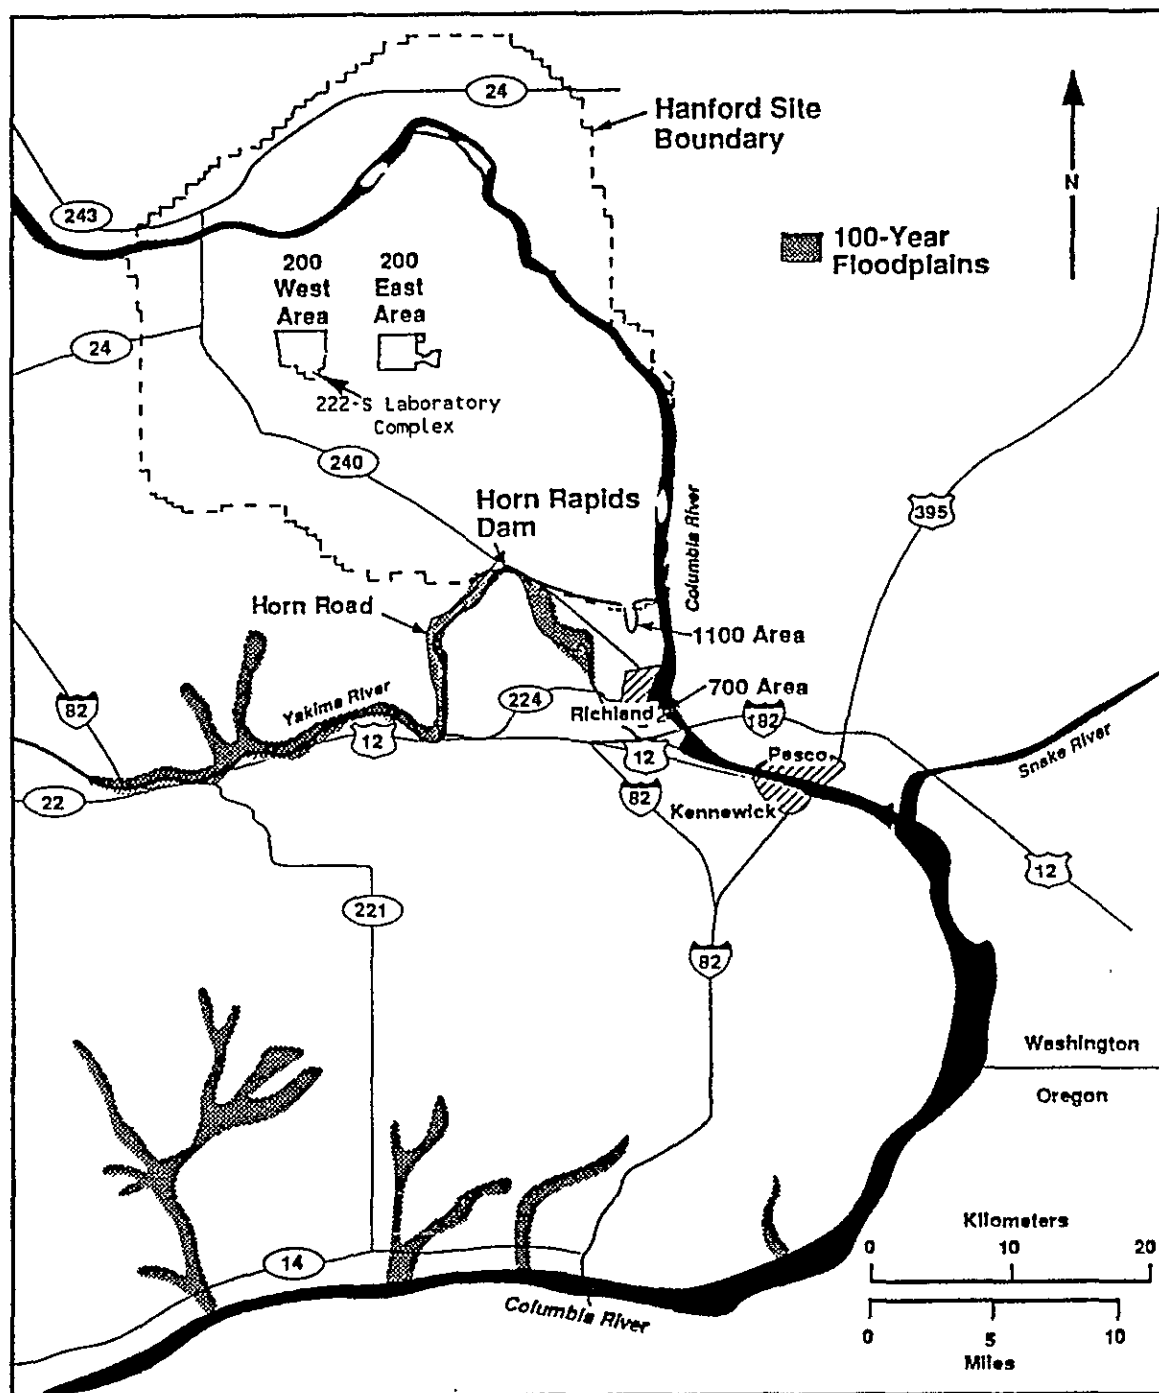 24
Hanford Site
Boundary
N
243
100-Year
Floodplains
200
West
Area
200
East
Area
24
222-S Laboratory
Complex
240
Horn Rapids
Dam
395
Columbia River
Horn Road
1100 Area
82
Yakima River
224
700 Area
Richland
182
12
12
Pasco
Snake River
22
82
Kennewick
12
221
82
Washington
Oregon
14
Columbia River
Kilometers
0 10 20
0 5 10
Miles